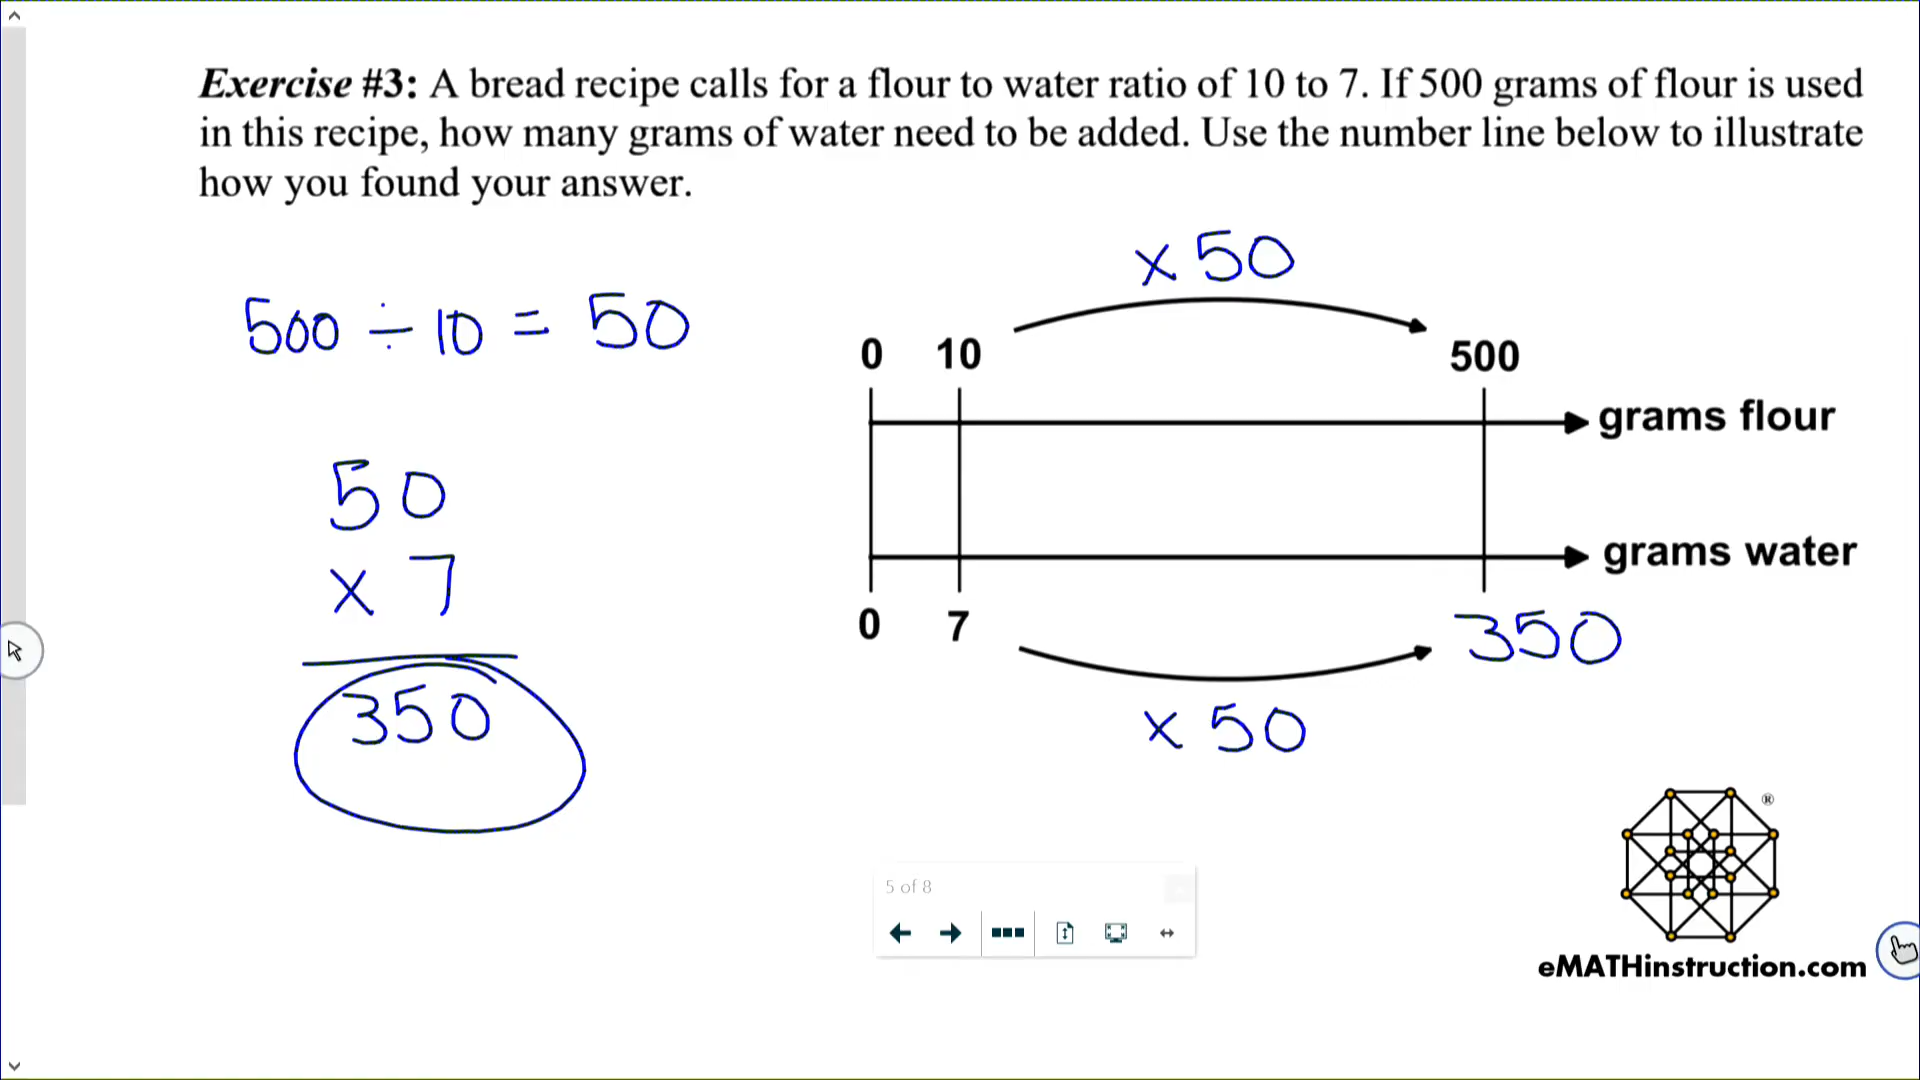 Exercise #3: A bread recipe calls for a flour to water ratio of 10 to 7. If 500 grams of flour is used
in this recipe, how many grams of water need to be added. Use the number line below to illustrate
how you found your answer.
500 ÷ 10 = 50
50
x 7
350
x 50
0 10 500
grams flour
grams water
0 7 350
x 50
5 of 8
®
eMATHinstruction.com